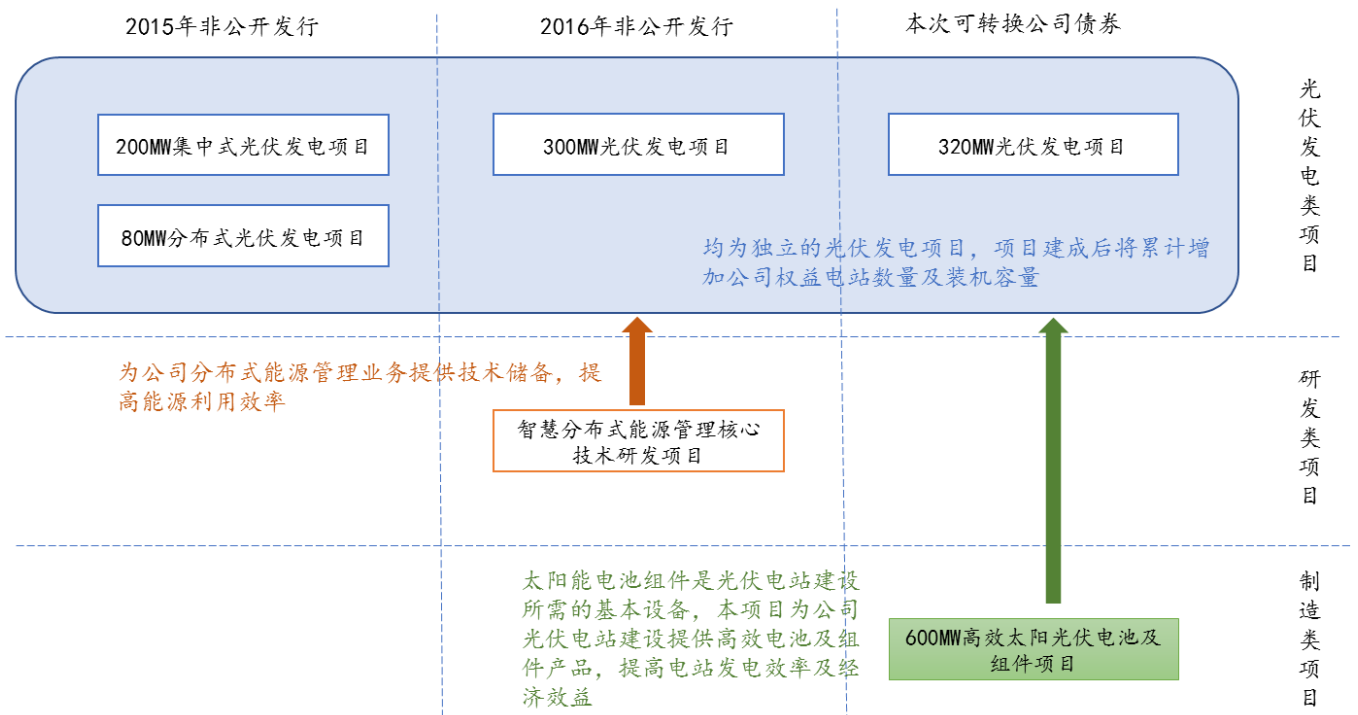 2015年非公开发行
2016年非公开发行
本次可转换公司债券
光伏发电类项目
200MW集中式光伏发电项目
300MW光伏发电项目
320MW光伏发电项目
80MW分布式光伏发电项目
均为独立的光伏发电项目，项目建成后将累计增
加公司权益电站数量及装机容量
为公司分布式能源管理业务提供技术储备，提
高能源利用效率
智慧分布式能源管理核心
技术研发项目
研发类项目
太阳能电池组件是光伏电站建设
所需的基本设备，本项目为公司
光伏电站建设提供高效电池及组
件产品，提高电站发电效率及经
济效益
600MW高效太阳光伏电池及
组件项目
制造类项目